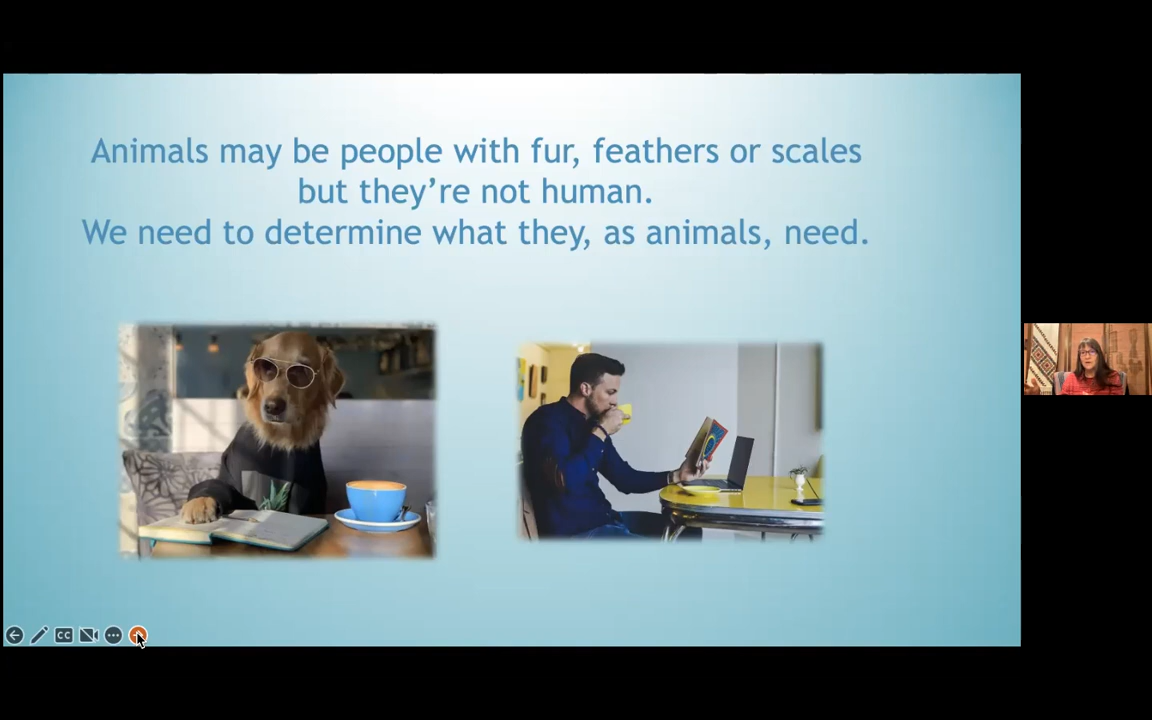 Animals may be people with fur, feathers or scales
but they’re not human.
We need to determine what they, as animals, need.
CC